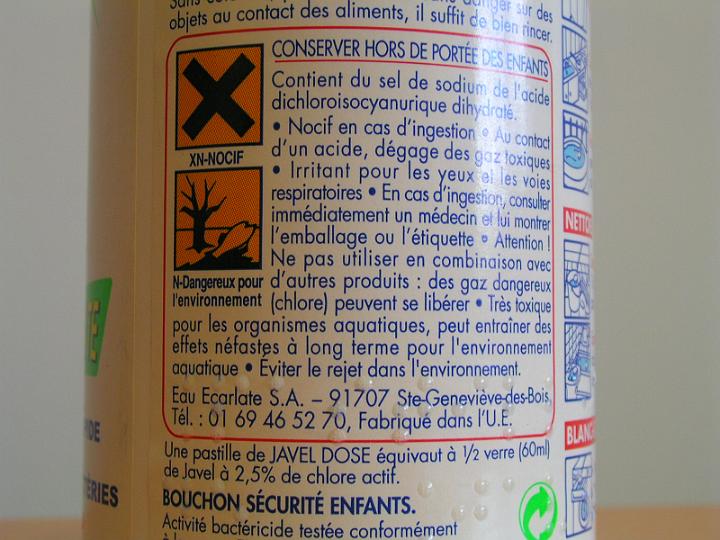 objets au contact des aliments, il suffit de bien rincer.
CONSERVER HORS DE PORTÉE DES ENFANTS
Contient du sel de sodium de l'acide
dichloroisocyanurique dihydraté.
• Nocif en cas d'ingestion • Au contact
d'un acide, dégage des gaz toxiques
• Irritant pour les yeux et les voies
respiratoires • En cas d'ingestion, consulter
immédiatement un médecin et lui montrer
l'emballage ou l'étiquette • Attention !
Ne pas utiliser en combinaison avec
d'autres produits : des gaz dangereux
(chlore) peuvent se libérer • Très toxique
pour les organismes aquatiques, peut entraîner des
effets néfastes à long terme pour l'environnement
aquatique • Éviter le rejet dans l'environnement.
XN-NOCIF
N-Dangereux pour
l'environnement
Eau Ecarlate S.A. – 91707 Ste-Geneviève-des-Bois
Tél. : 01 69 46 52 70, Fabriqué dans l'U.E.
Une pastille de JAVEL DOSE équivaut à 1/2 verre (60ml)
de Javel à 2,5% de chlore actif.
BOUCHON SÉCURITÉ ENFANTS.
Activité bactéricide testée conformément